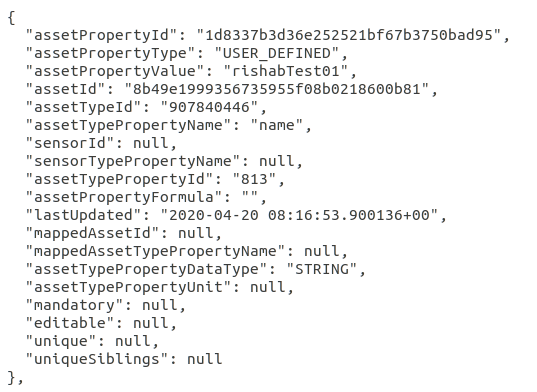 {
  "assetPropertyId": "1d8337b3d36e252521bf67b3750bad95",
  "assetPropertyType": "USER_DEFINED",
  "assetPropertyValue": "rishabTest01",
  "assetId": "8b49e1999356735955f08b0218600b81",
  "assetTypeId": "907840446",
  "assetTypePropertyName": "name",
  "sensorId": null,
  "sensorTypePropertyName": null,
  "assetTypePropertyId": "813",
  "assetPropertyFormula": "",
  "lastUpdated": "2020-04-20 08:16:53.900136+00",
  "mappedAssetId": null,
  "mappedAssetTypePropertyName": null,
  "assetTypePropertyDataType": "STRING",
  "assetTypePropertyUnit": null,
  "mandatory": null,
  "editable": null,
  "unique": null,
  "uniqueSiblings": null
},